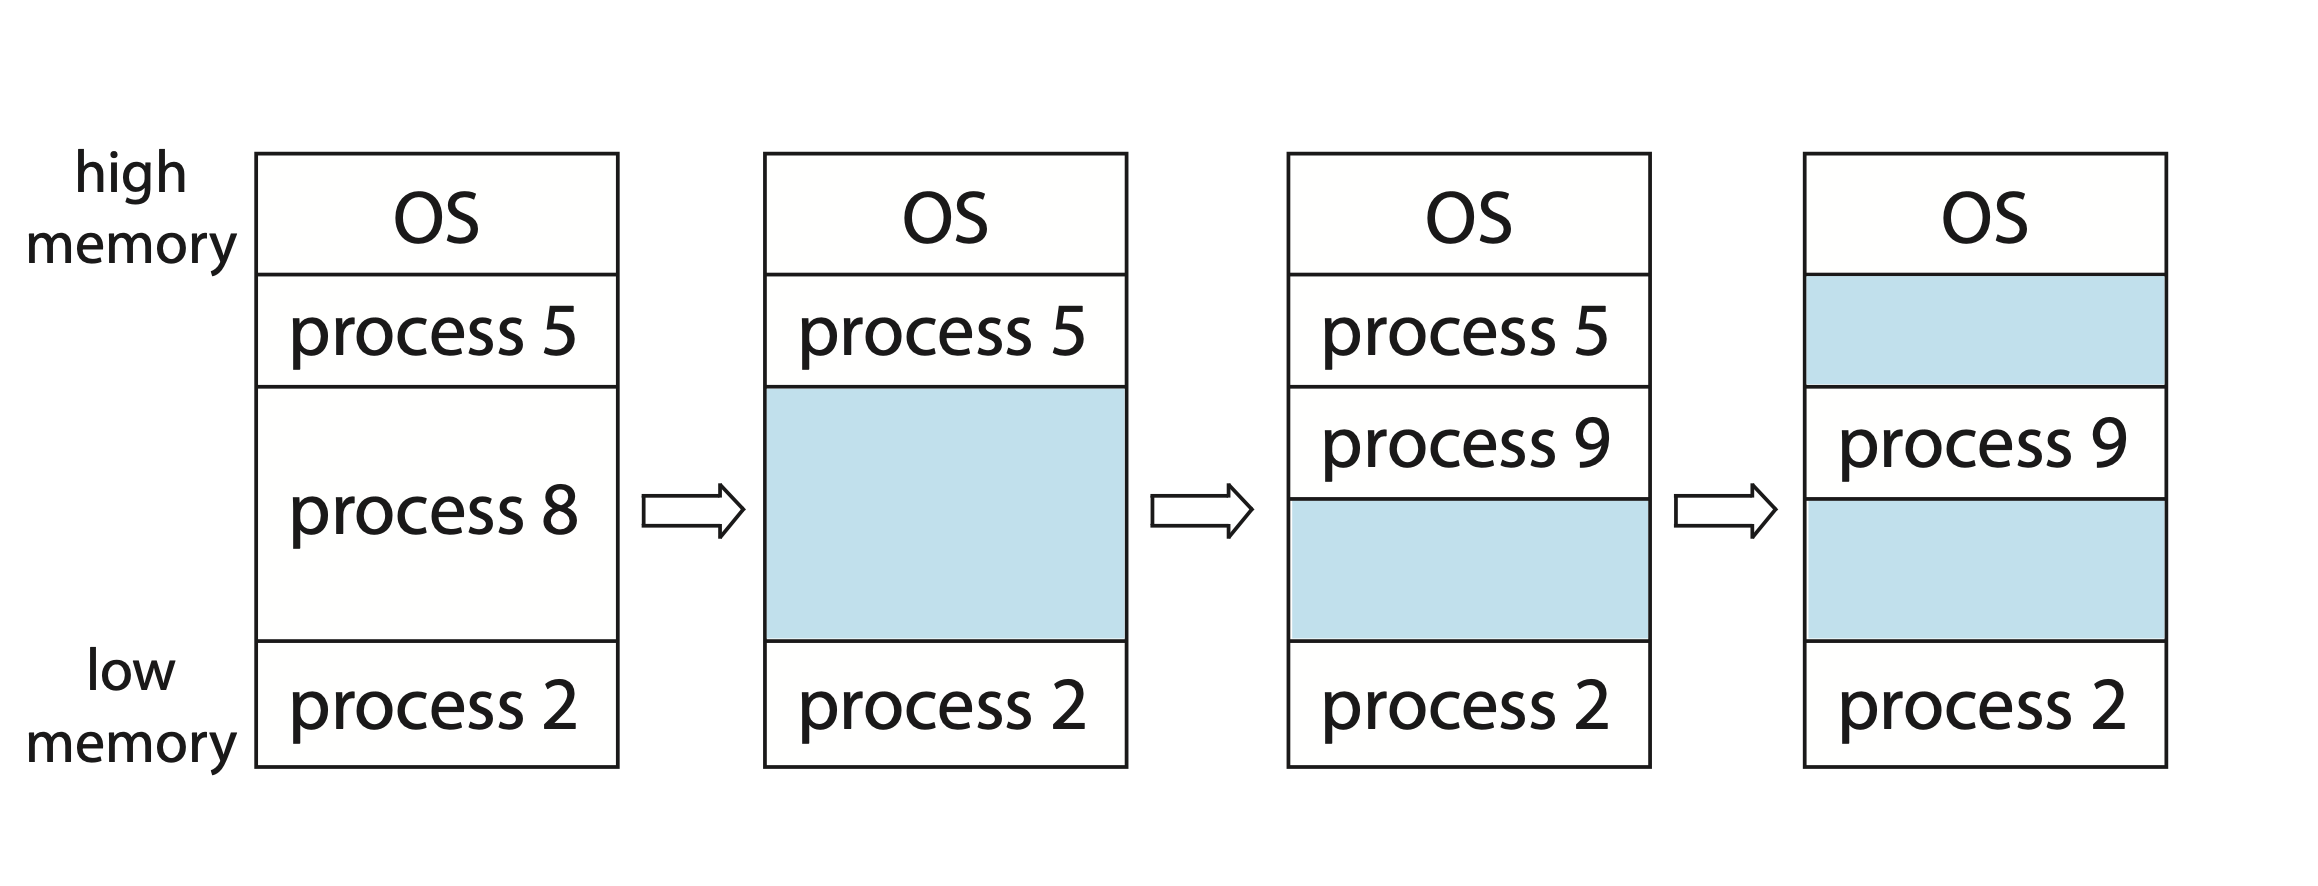 high
memory
OS
process 5
process 8
low
memory
process 2
OS
process 5
process 2
OS
process 5
process 9
process 2
OS
process 9
process 2